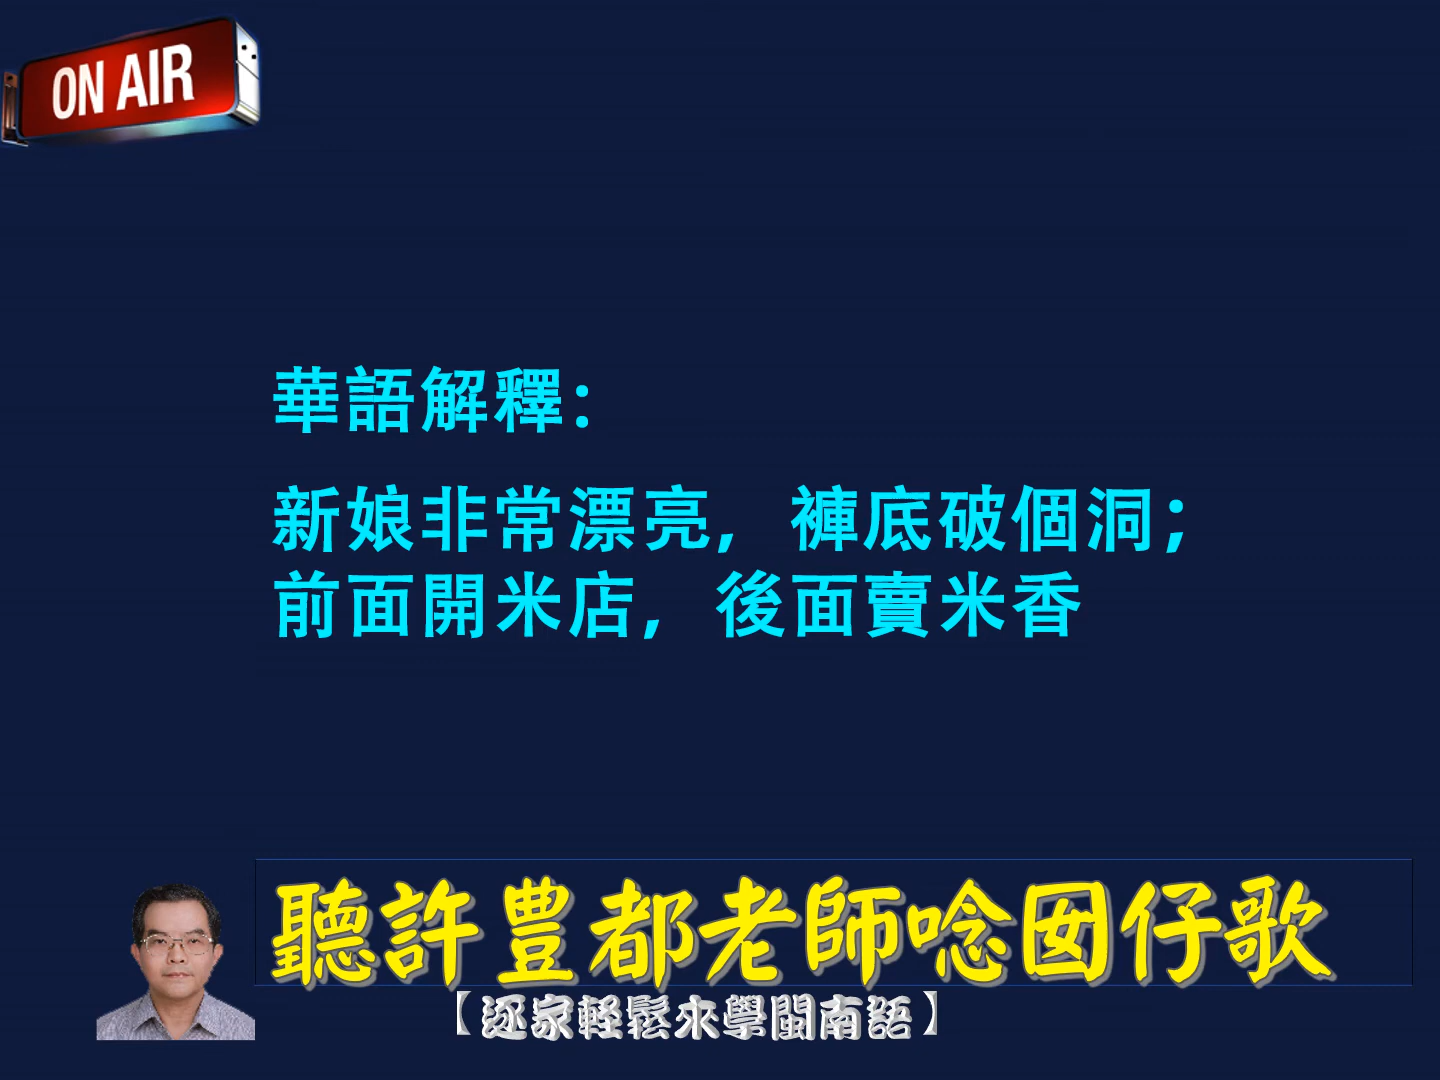 ON AIR
華語解釋：
新娘非常漂亮，褲底破個洞；
前面開米店，後面賣米香
聽許豊都老師唸囡仔歌
【逐家輕鬆來學閩南語】